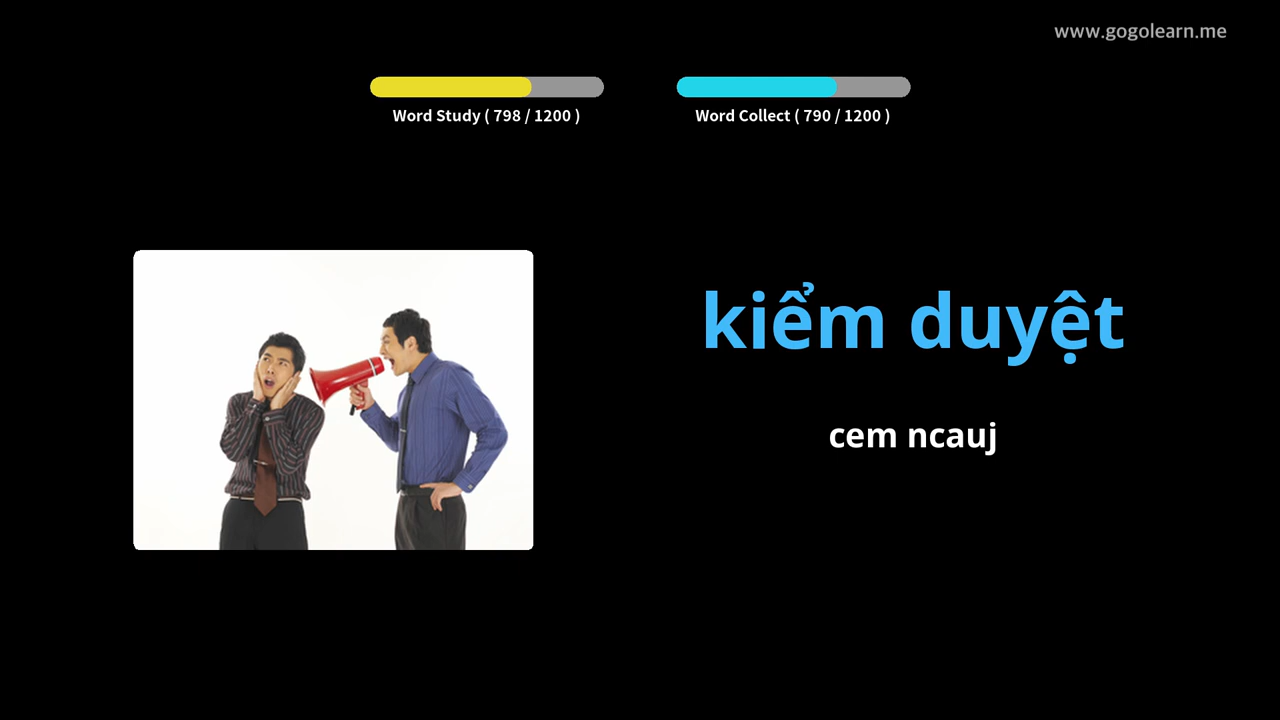 www.gogolearn.me
Word Study ( 798 / 1200 )
Word Collect ( 790 / 1200 )
kiểm duyệt
cem ncauj